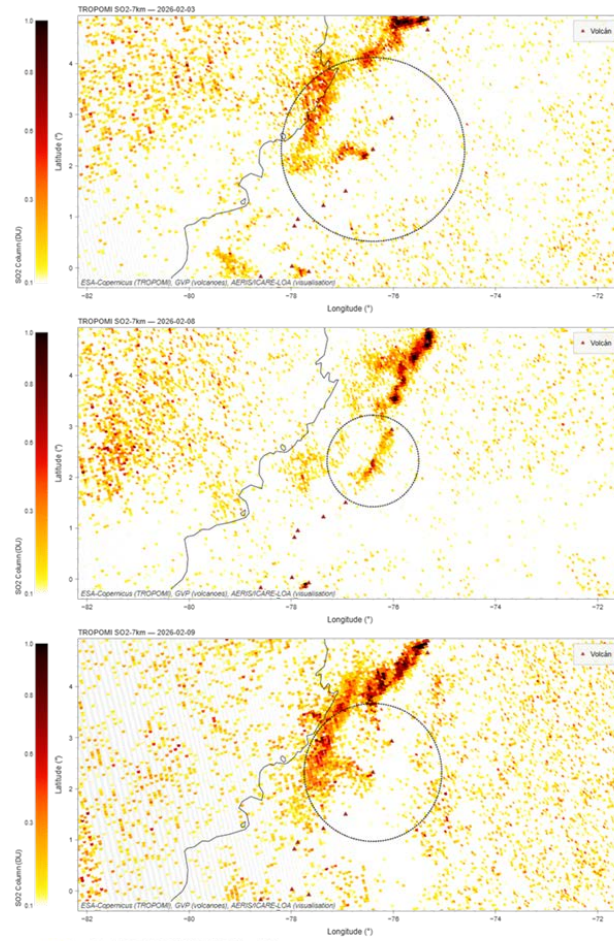 TROPOMI SO2-7km — 2026-02-03
Volcán
1.0
0.8
0.6
0.3
0.1
SO2 Column (DU)
4
3
2
1
0
Latitude (°)
ESA-Copernicus (TROPOMI), GVP (volcanoes), AERIS/ICARE-LOA (visualisation)
−82
−80
−78
−76
−74
−72
Longitude (°)
TROPOMI SO2-7km — 2026-02-08
Volcán
1.0
0.8
0.6
0.3
0.1
SO2 Column (DU)
4
3
2
1
0
Latitude (°)
ESA-Copernicus (TROPOMI), GVP (volcanoes), AERIS/ICARE-LOA (visualisation)
−82
−80
−78
−76
−74
−72
Longitude (°)
TROPOMI SO2-7km — 2026-02-09
Volcán
1.0
0.8
0.6
0.3
0.1
SO2 Column (DU)
4
3
2
1
0
Latitude (°)
ESA-Copernicus (TROPOMI), GVP (volcanoes), AERIS/ICARE-LOA (visualisation)
−82
−80
−78
−76
−74
−72
Longitude (°)